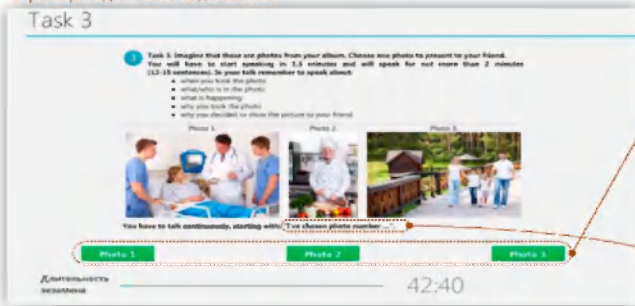 Task 3
3 Task 3. Imagine that these are photos from your album. Choose one photo to present to your friend.
You will have to start speaking in 1.5 minutes and will speak for not more than 2 minutes
(12-15 sentences). In your talk remember to speak about:
• when you took the photo
• what/who is in the photo
• what is happening
• why you took the photo
• why you decided to show the picture to your friend
Photo 1. Photo 2. Photo 3.
You have to talk continuously, starting with: "I've chosen photo number ...".
Photo 1 Photo 2 Photo 3
Длительность
экзамена
42:40